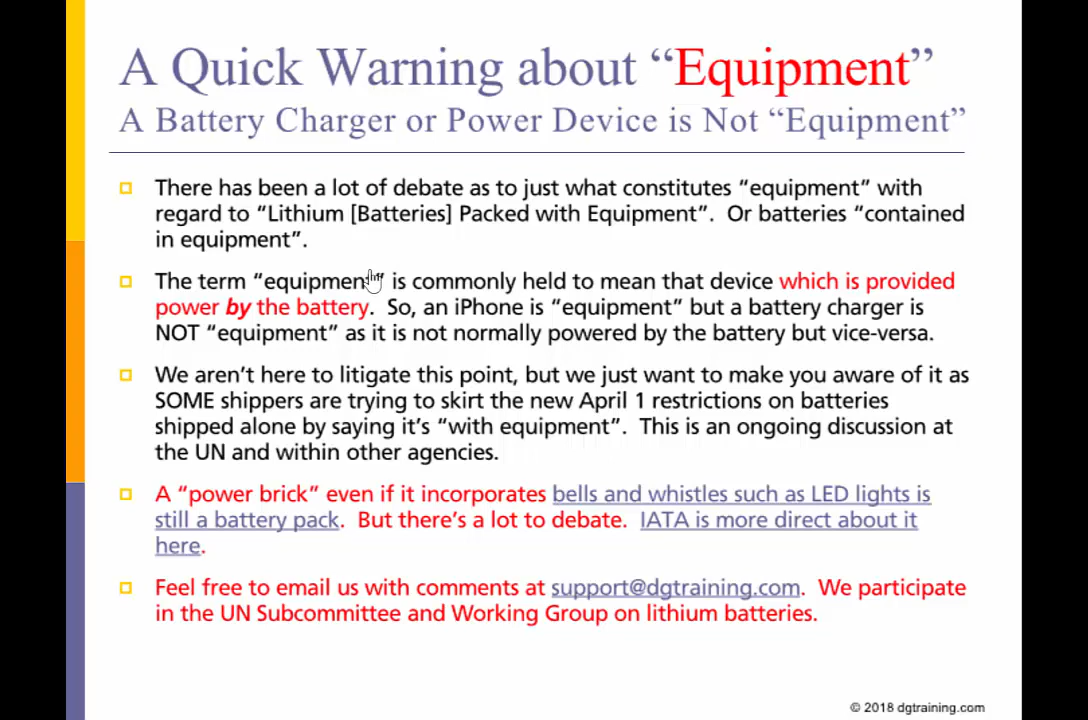 A Quick Warning about “Equipment”
A Battery Charger or Power Device is Not “Equipment”
There has been a lot of debate as to just what constitutes “equipment” with
regard to “Lithium [Batteries] Packed with Equipment”.  Or batteries “contained
in equipment”.
The term “equipment” is commonly held to mean that device which is provided
power by the battery.  So, an iPhone is “equipment” but a battery charger is
NOT “equipment” as it is not normally powered by the battery but vice-versa.
We aren’t here to litigate this point, but we just want to make you aware of it as
SOME shippers are trying to skirt the new April 1 restrictions on batteries
shipped alone by saying it’s “with equipment”.  This is an ongoing discussion at
the UN and within other agencies.
A “power brick” even if it incorporates bells and whistles such as LED lights is
still a battery pack.  But there’s a lot to debate.  IATA is more direct about it
here.
Feel free to email us with comments at support@dgtraining.com.  We participate
in the UN Subcommittee and Working Group on lithium batteries.
© 2018 dgtraining.com